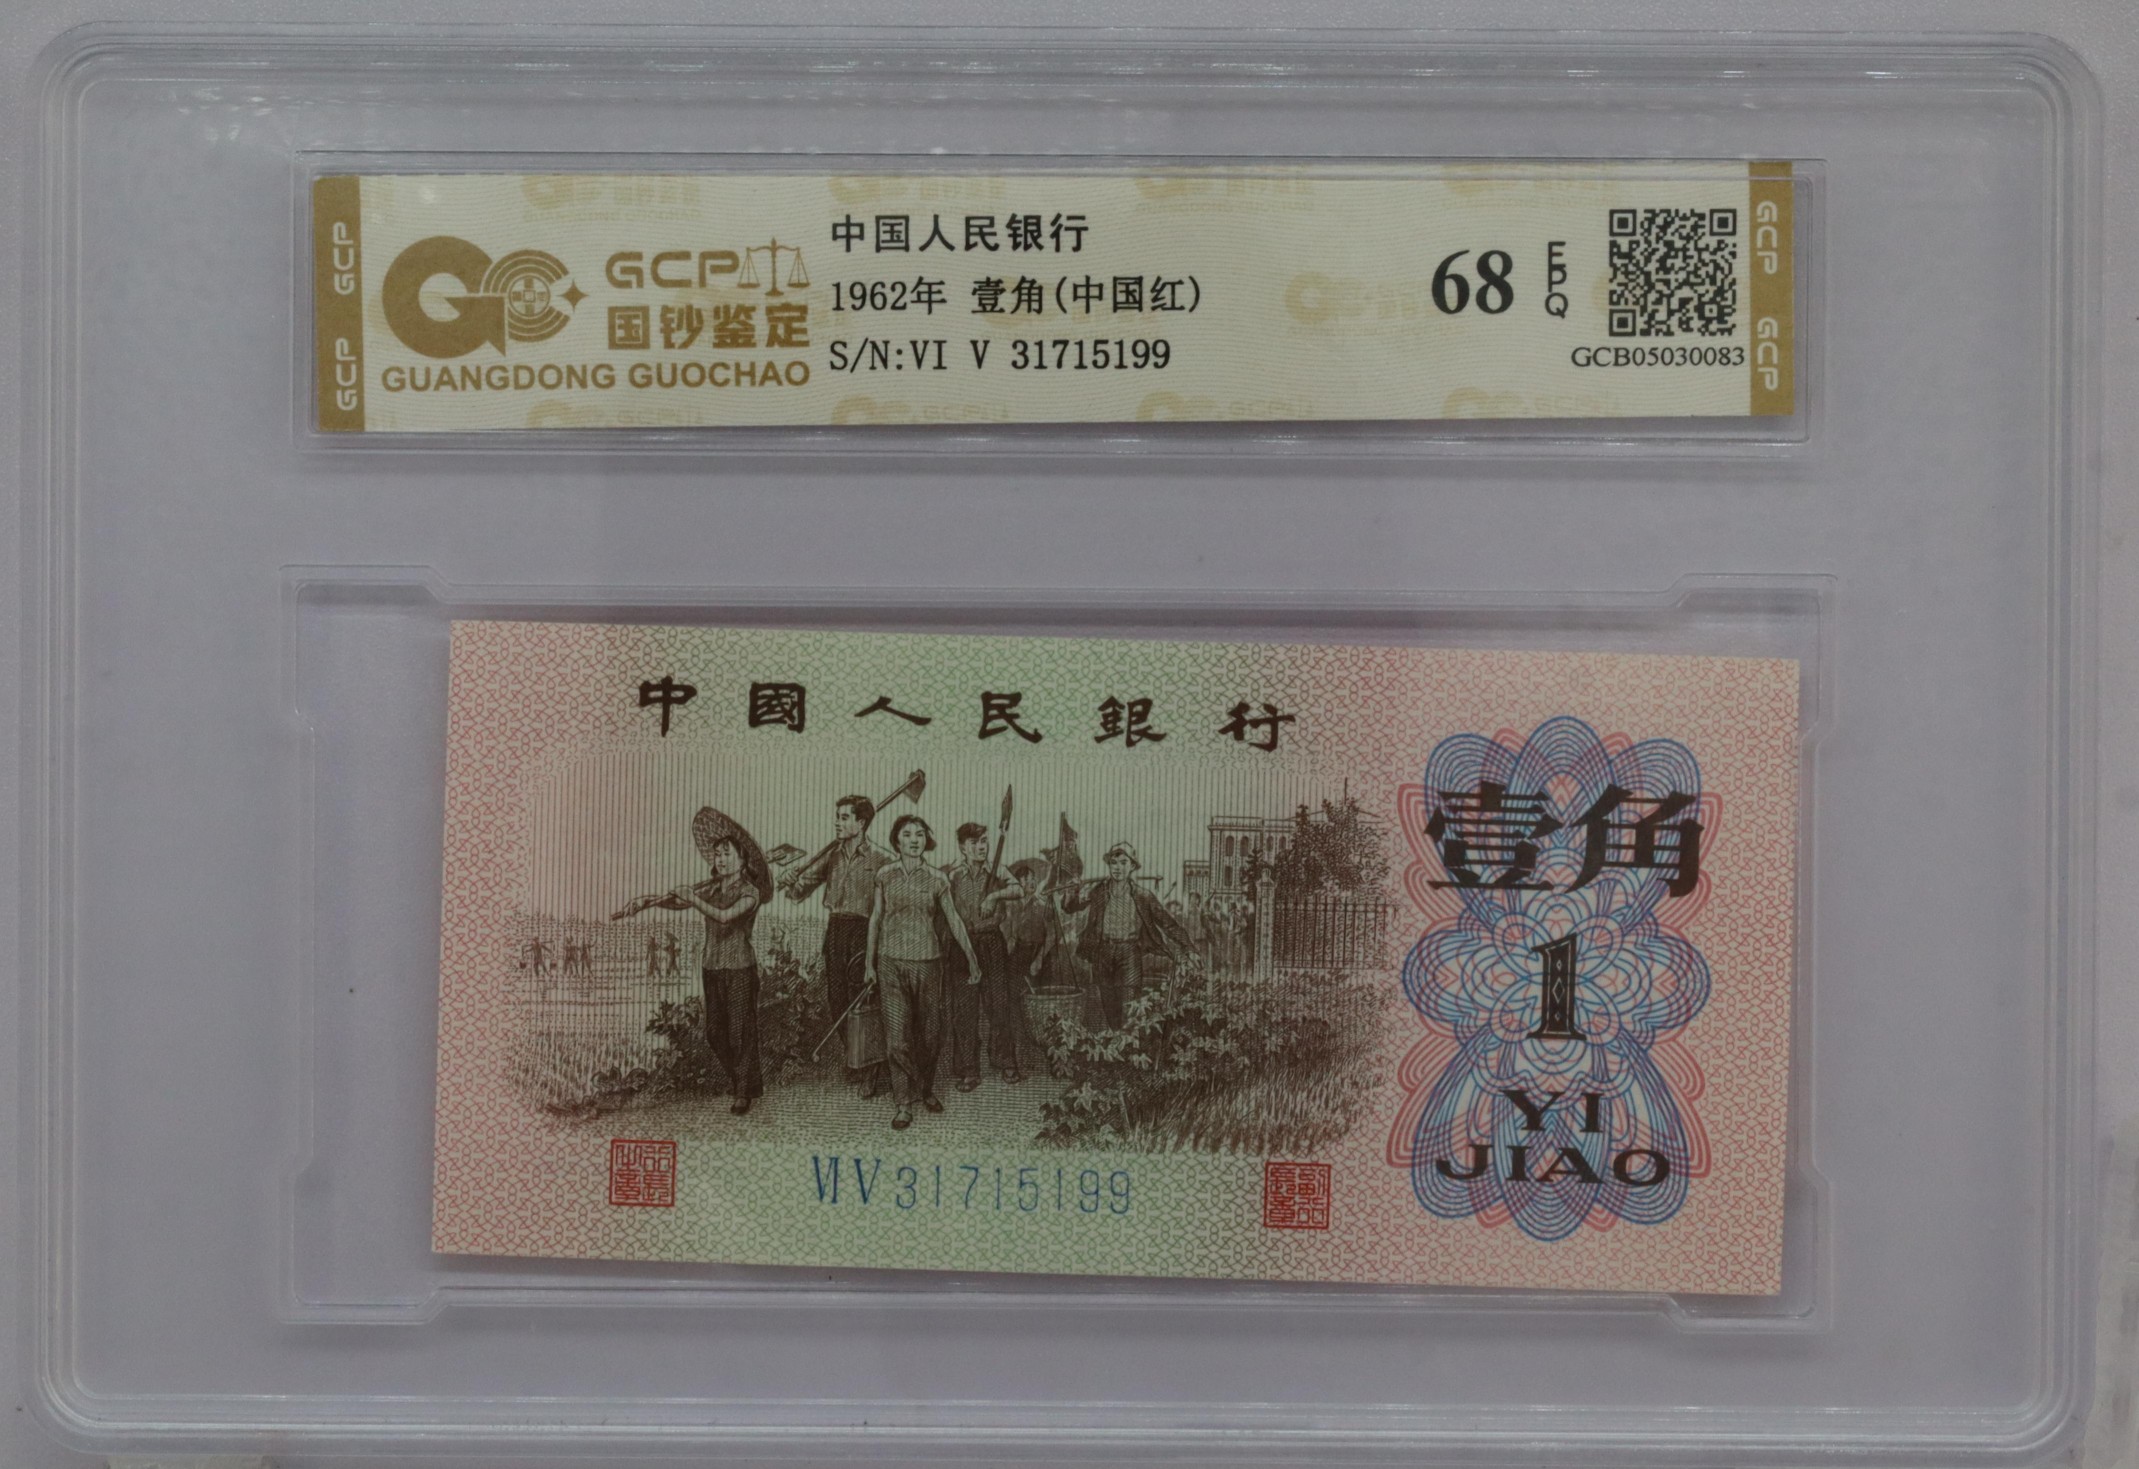 GCP GCP
GCP
国钞鉴定
GUANGDONG GUOCHAO
中国人民银行
1962年 壹角(中国红)
S/N:VI V 31715199
68 EPQ
GCB05030083
GCP GCP
中國人民銀行
壹角
1
YI
JIAO
VI V 31715199